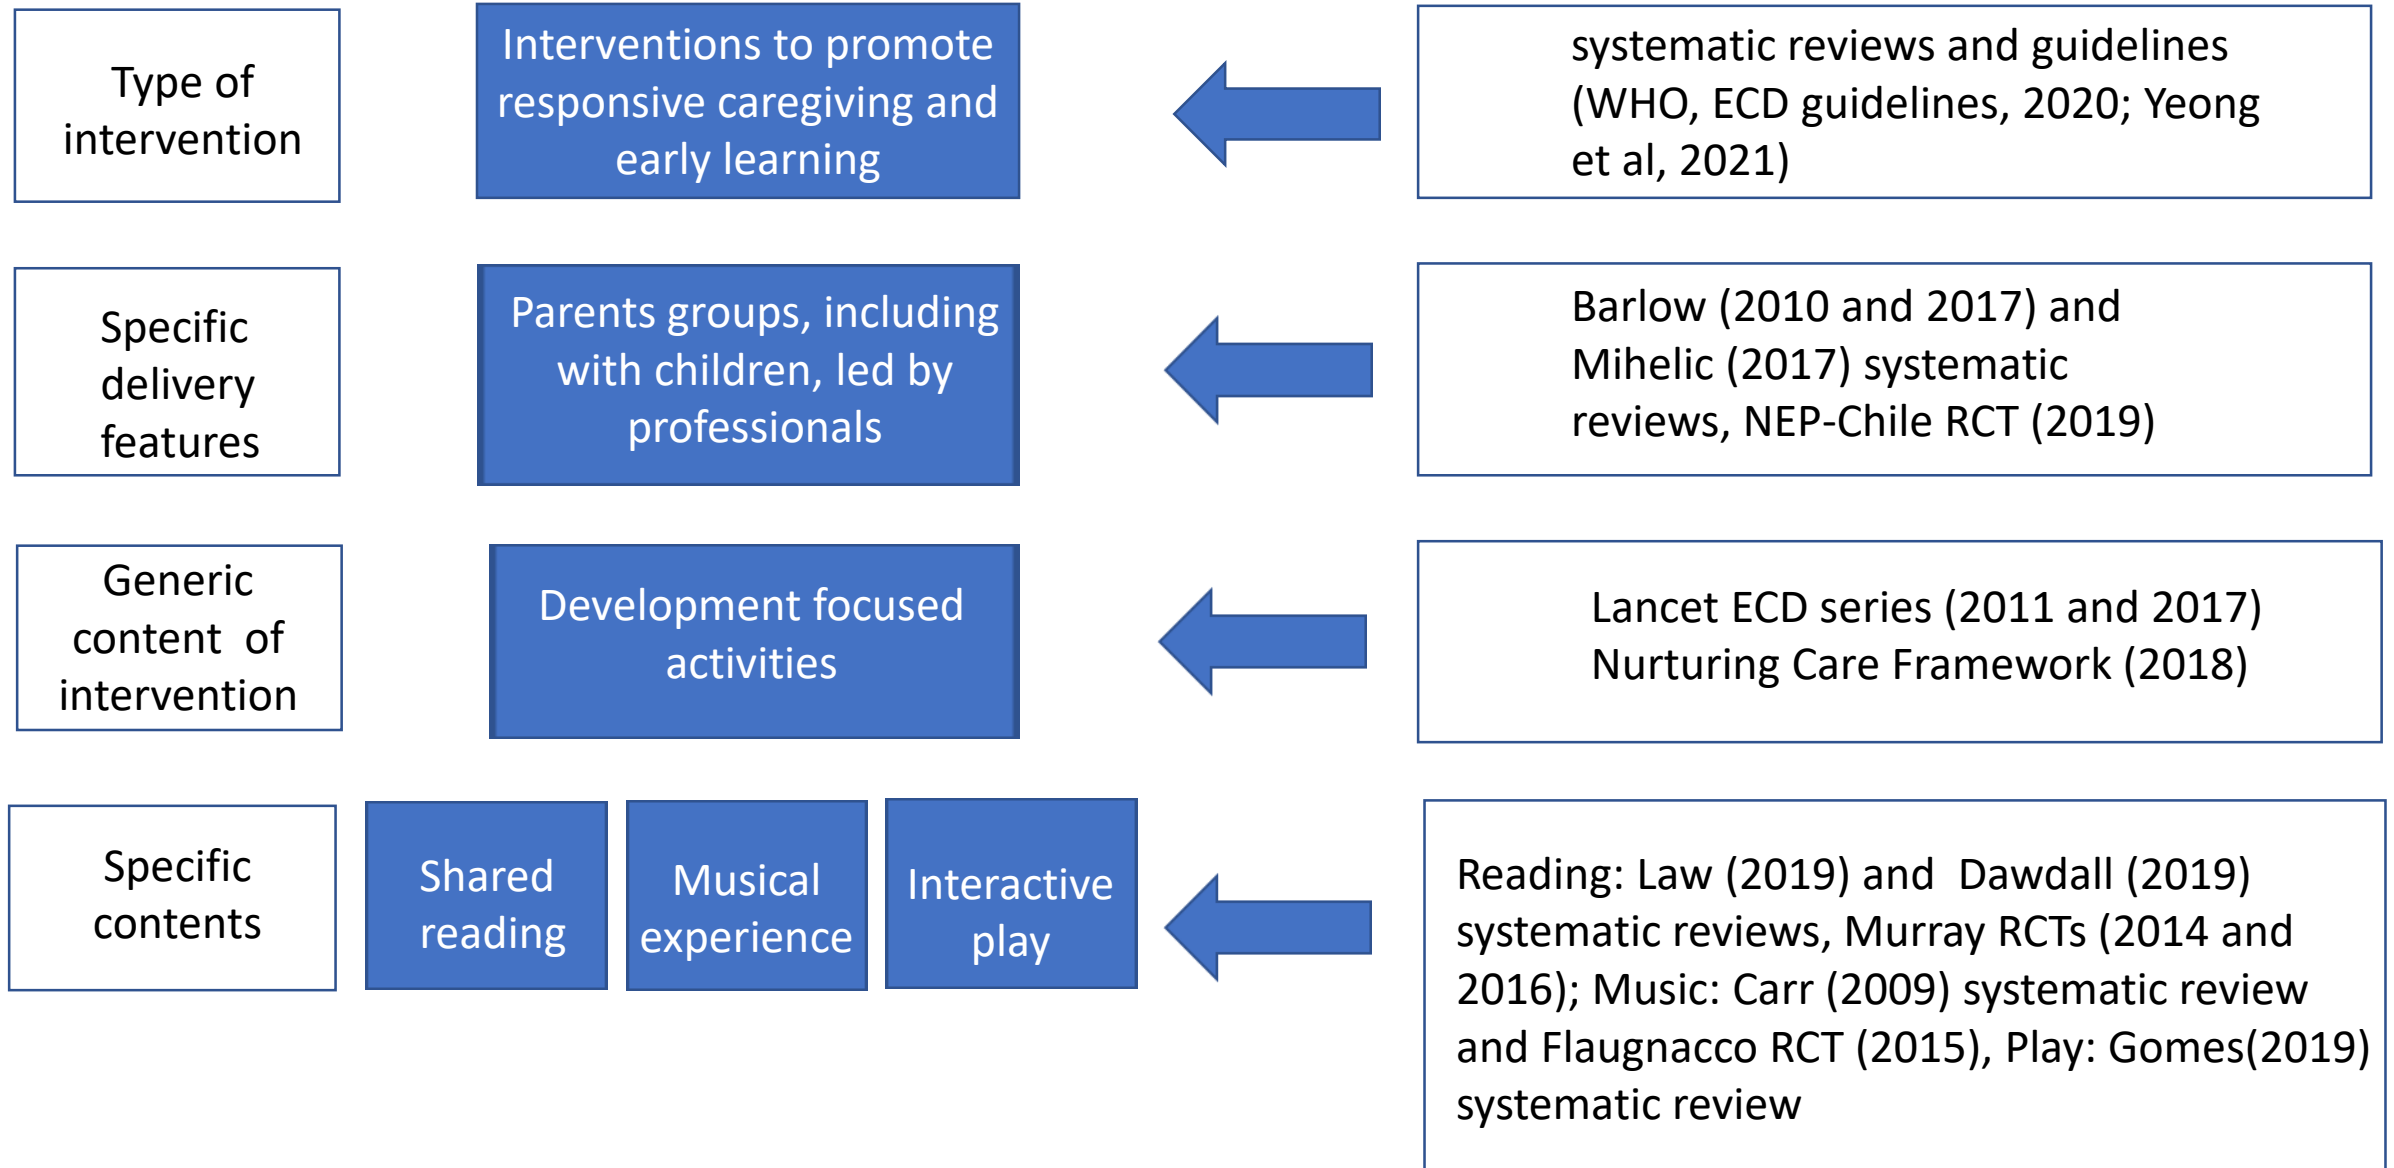 Type of
intervention
Interventions to promote
responsive caregiving and
early learning
systematic reviews and guidelines
(WHO, ECD guidelines, 2020; Yeong
et al, 2021)
Specific
delivery
features
Parents groups, including
with children, led by
professionals
Barlow (2010 and 2017) and
Mihelic (2017) systematic
reviews, NEP-Chile RCT (2019)
Generic
content of
intervention
Development focused
activities
Lancet ECD series (2011 and 2017)
Nurturing Care Framework (2018)
Specific
contents
Shared
reading
Musical
experience
Interactive
play
Reading: Law (2019) and Dawdall (2019)
systematic reviews, Murray RCTs (2014 and
2016); Music: Carr (2009) systematic review
and Flaugnacco RCT (2015), Play: Gomes(2019)
systematic review